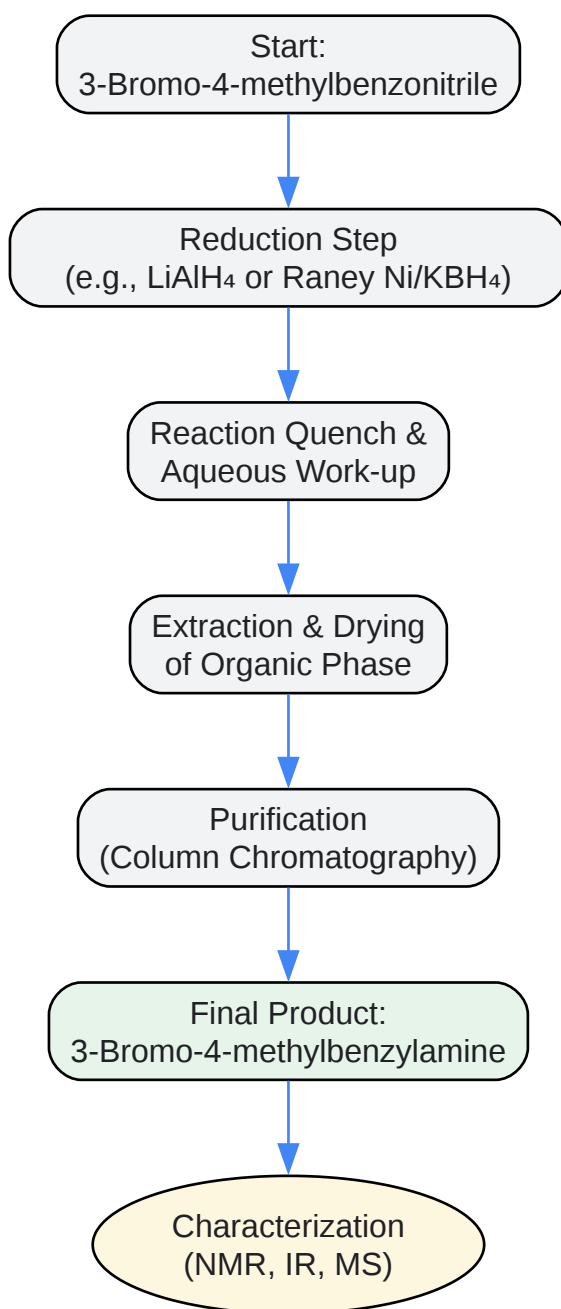 Start:
3-Bromo-4-methylbenzonitrile
Reduction Step
(e.g., LiAlH₄ or Raney Ni/KBH₄)
Reaction Quench &
Aqueous Work-up
Extraction & Drying
of Organic Phase
Purification
(Column Chromatography)
Final Product:
3-Bromo-4-methylbenzylamine
Characterization
(NMR, IR, MS)